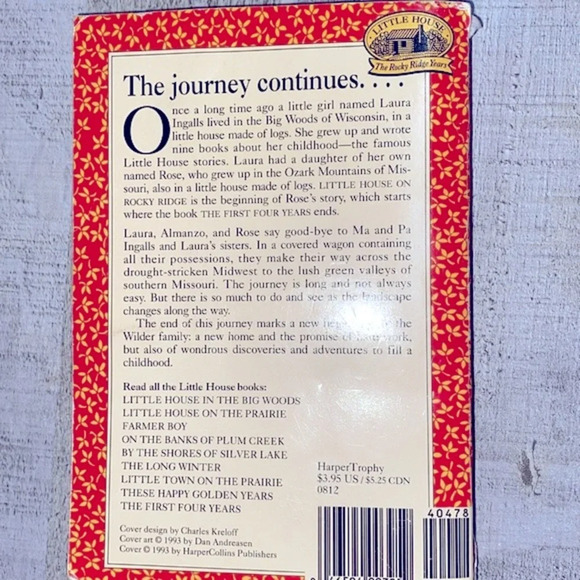 LITTLE HOUSE
The Rocky Ridge Years
The journey continues. . . .
Once a long time ago a little girl named Laura
Ingalls lived in the Big Woods of Wisconsin, in a
little house made of logs. She grew up and wrote
nine books about her childhood—the famous
Little House stories. Laura had a daughter of her own
named Rose, who grew up in the Ozark Mountains of Mis-
souri, also in a little house made of logs. LITTLE HOUSE ON
ROCKY RIDGE is the beginning of Rose's story, which starts
where the book THE FIRST FOUR YEARS ends.
Laura, Almanzo, and Rose say good-bye to Ma and Pa
Ingalls and Laura's sisters. In a covered wagon containing
all their possessions, they make their way across the
drought-stricken Midwest to the lush green valleys of
southern Missouri. The journey is long and not always
easy. But there is so much to do and see as the landscape
changes along the way.
The end of this journey marks a new the
Wilder family: a new home and the promise of work,
but also of wondrous discoveries and adventures to fill a
childhood.
Read all the Little House books:
LITTLE HOUSE IN THE BIG WOODS
LITTLE HOUSE ON THE PRAIRIE
FARMER BOY
ON THE BANKS OF PLUM CREEK
BY THE SHORES OF SILVER LAKE
THE LONG WINTER
LITTLE TOWN ON THE PRAIRIE
THESE HAPPY GOLDEN YEARS
THE FIRST FOUR YEARS
Cover design by Charles Kreloff
Cover art © 1993 by Dan Andreasen
Cover © 1993 by HarperCollins Publishers
HarperTrophy
$3.95 US / $5.25 CDN
0812
40478